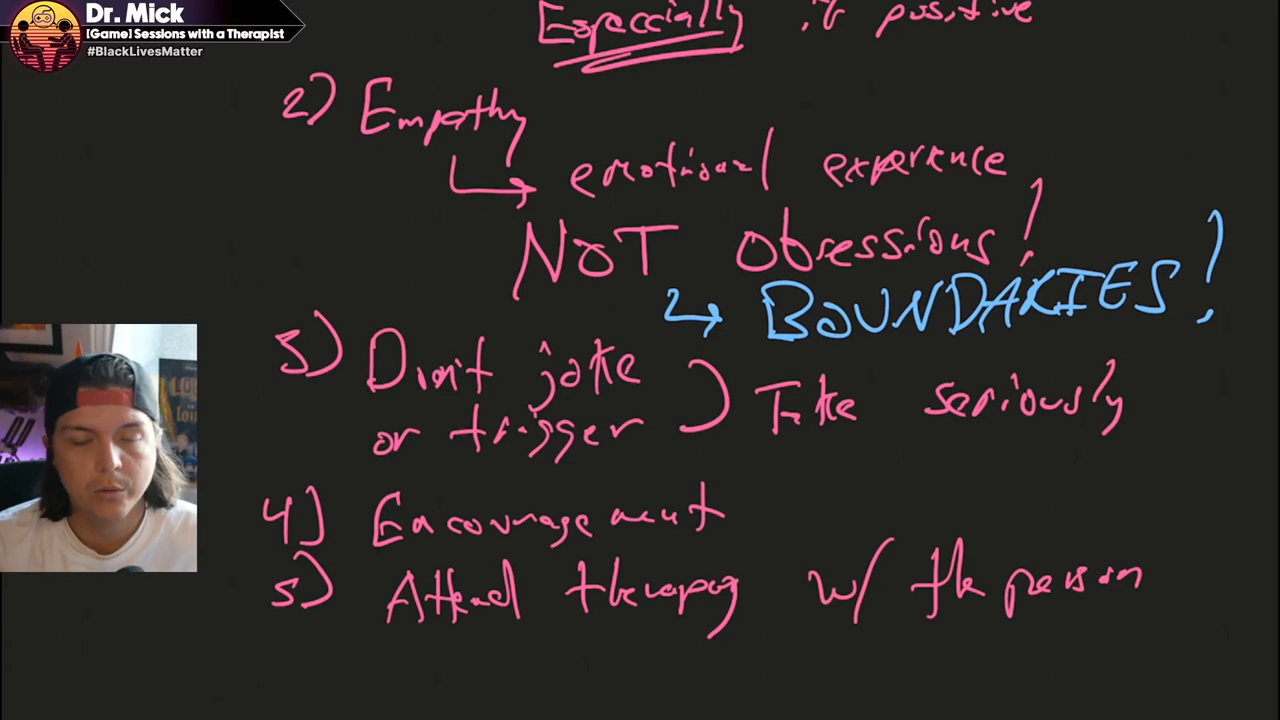 Dr. Mick
[Game] Sessions with a Therapist
#BlackLivesMatter
Especially if positive
2) Empathy
↳ emotional experience
NOT obsessions!
↳ BOUNDARIES!
3) Don't joke
or trigger ) Take seriously
4) Encouragement
5) Attend therapy w/ the person